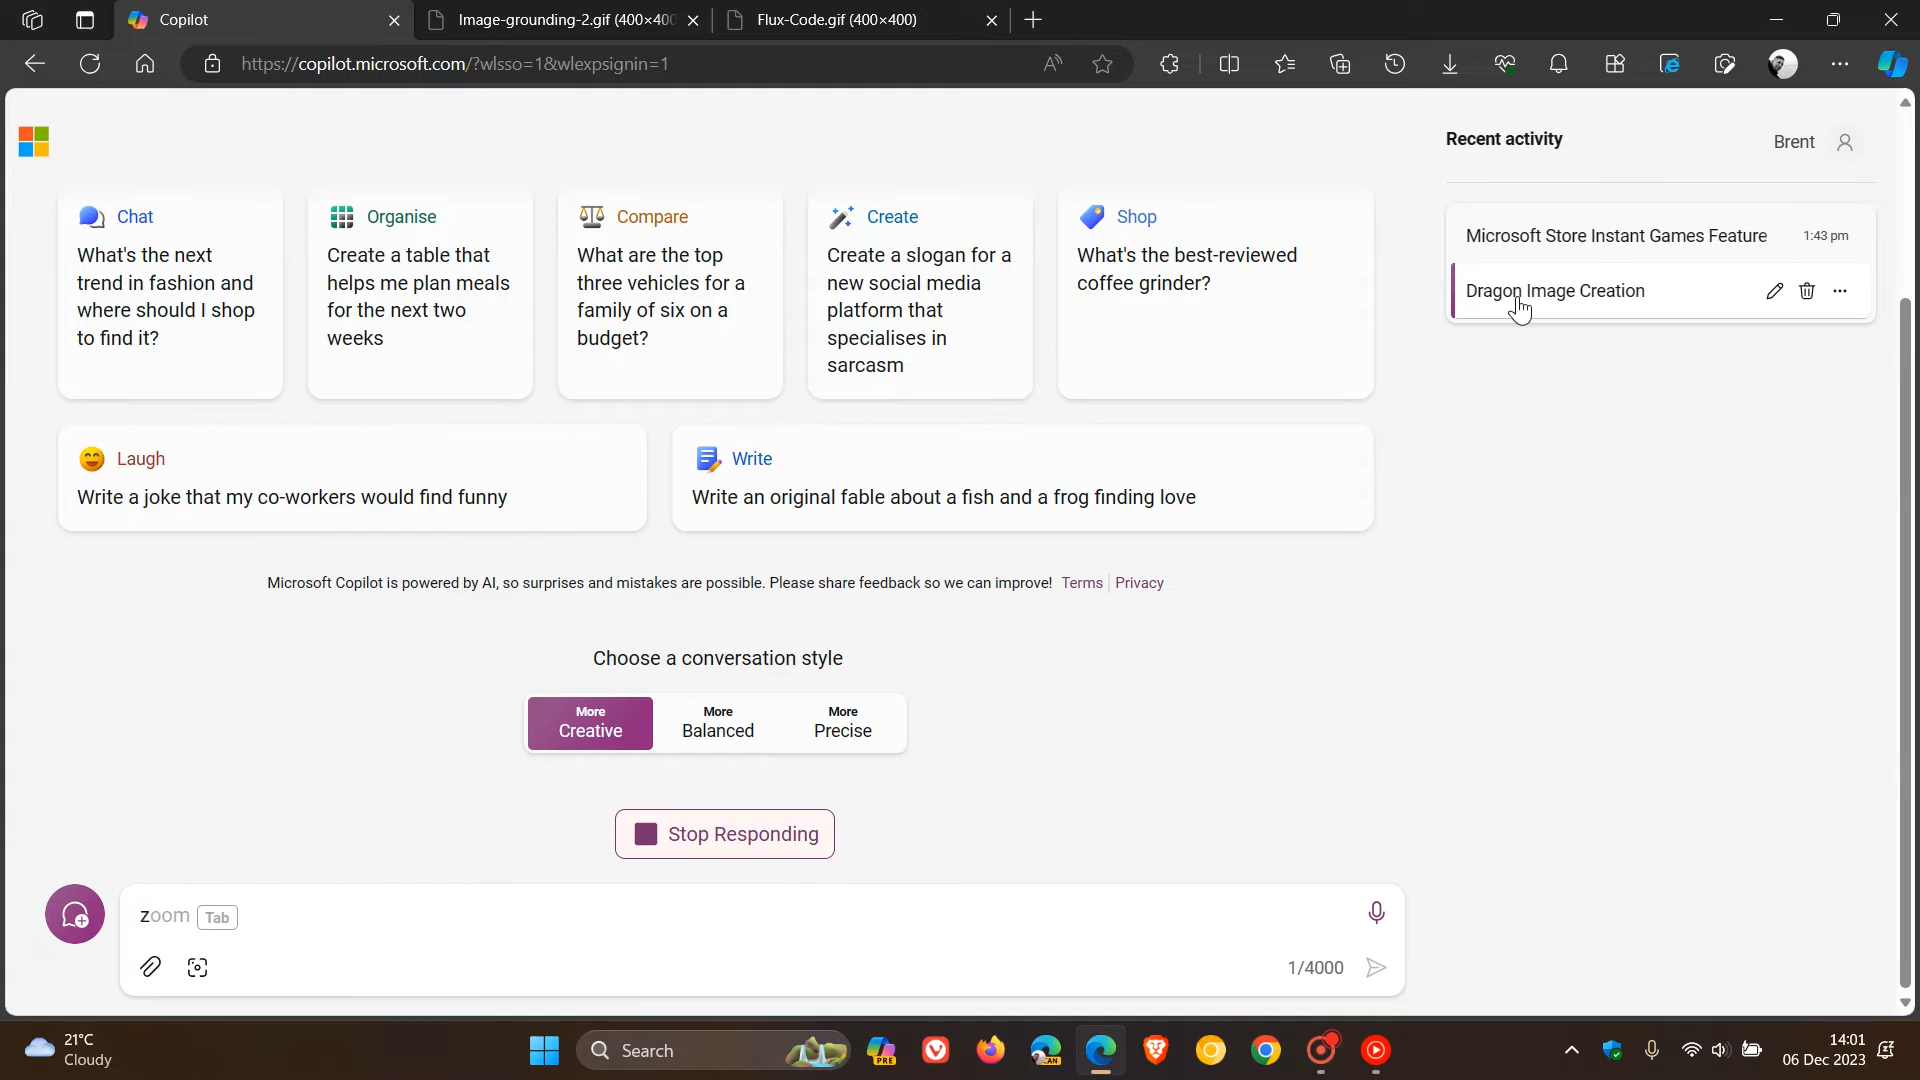 Copilot
Image-grounding-2.gif (400×400
Flux-Code.gif (400×400)
https://copilot.microsoft.com/?wlsso=1&wlexpsignin=1
Recent activity
Brent
Chat
What's the next
trend in fashion and
where should I shop
to find it?
Organise
Create a table that
helps me plan meals
for the next two
weeks
Compare
What are the top
three vehicles for a
family of six on a
budget?
Create
Create a slogan for a
new social media
platform that
specialises in
sarcasm
Shop
What's the best-reviewed
coffee grinder?
Microsoft Store Instant Games Feature 1:43 pm
Dragon Image Creation
Laugh
Write a joke that my co-workers would find funny
Write
Write an original fable about a fish and a frog finding love
Microsoft Copilot is powered by AI, so surprises and mistakes are possible. Please share feedback so we can improve! Terms Privacy
Choose a conversation style
More
Creative
More
Balanced
More
Precise
Stop Responding
zoom Tab
1/4000
21°C
Cloudy
Search
PRE
CAN
14:01
06 Dec 2023